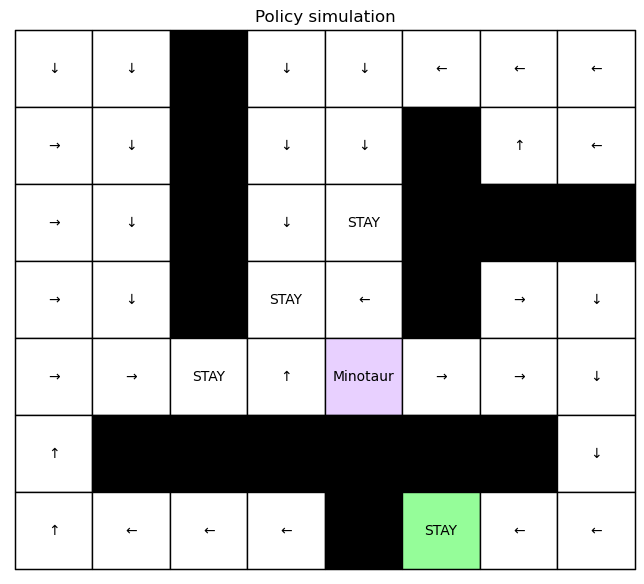 Policy simulation
↓ ↓ ↓ ↓ ← ← ←
→ ↓ ↓ ↓ ↑ ←
→ ↓ ↓ STAY
→ ↓ STAY ← → ↓
→ → STAY ↑ Minotaur → → ↓
↑ ↓
↑ ← ← ← STAY ← ←